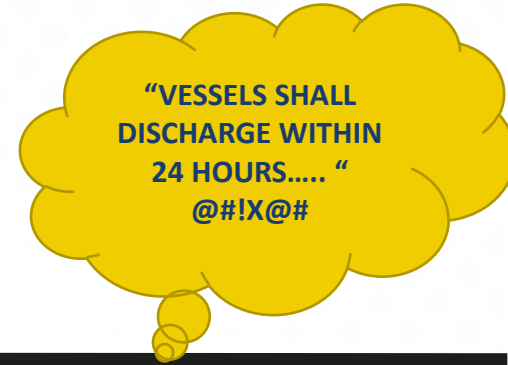 “VESSELS SHALL
DISCHARGE WITHIN
24 HOURS….. “
@#!X@#